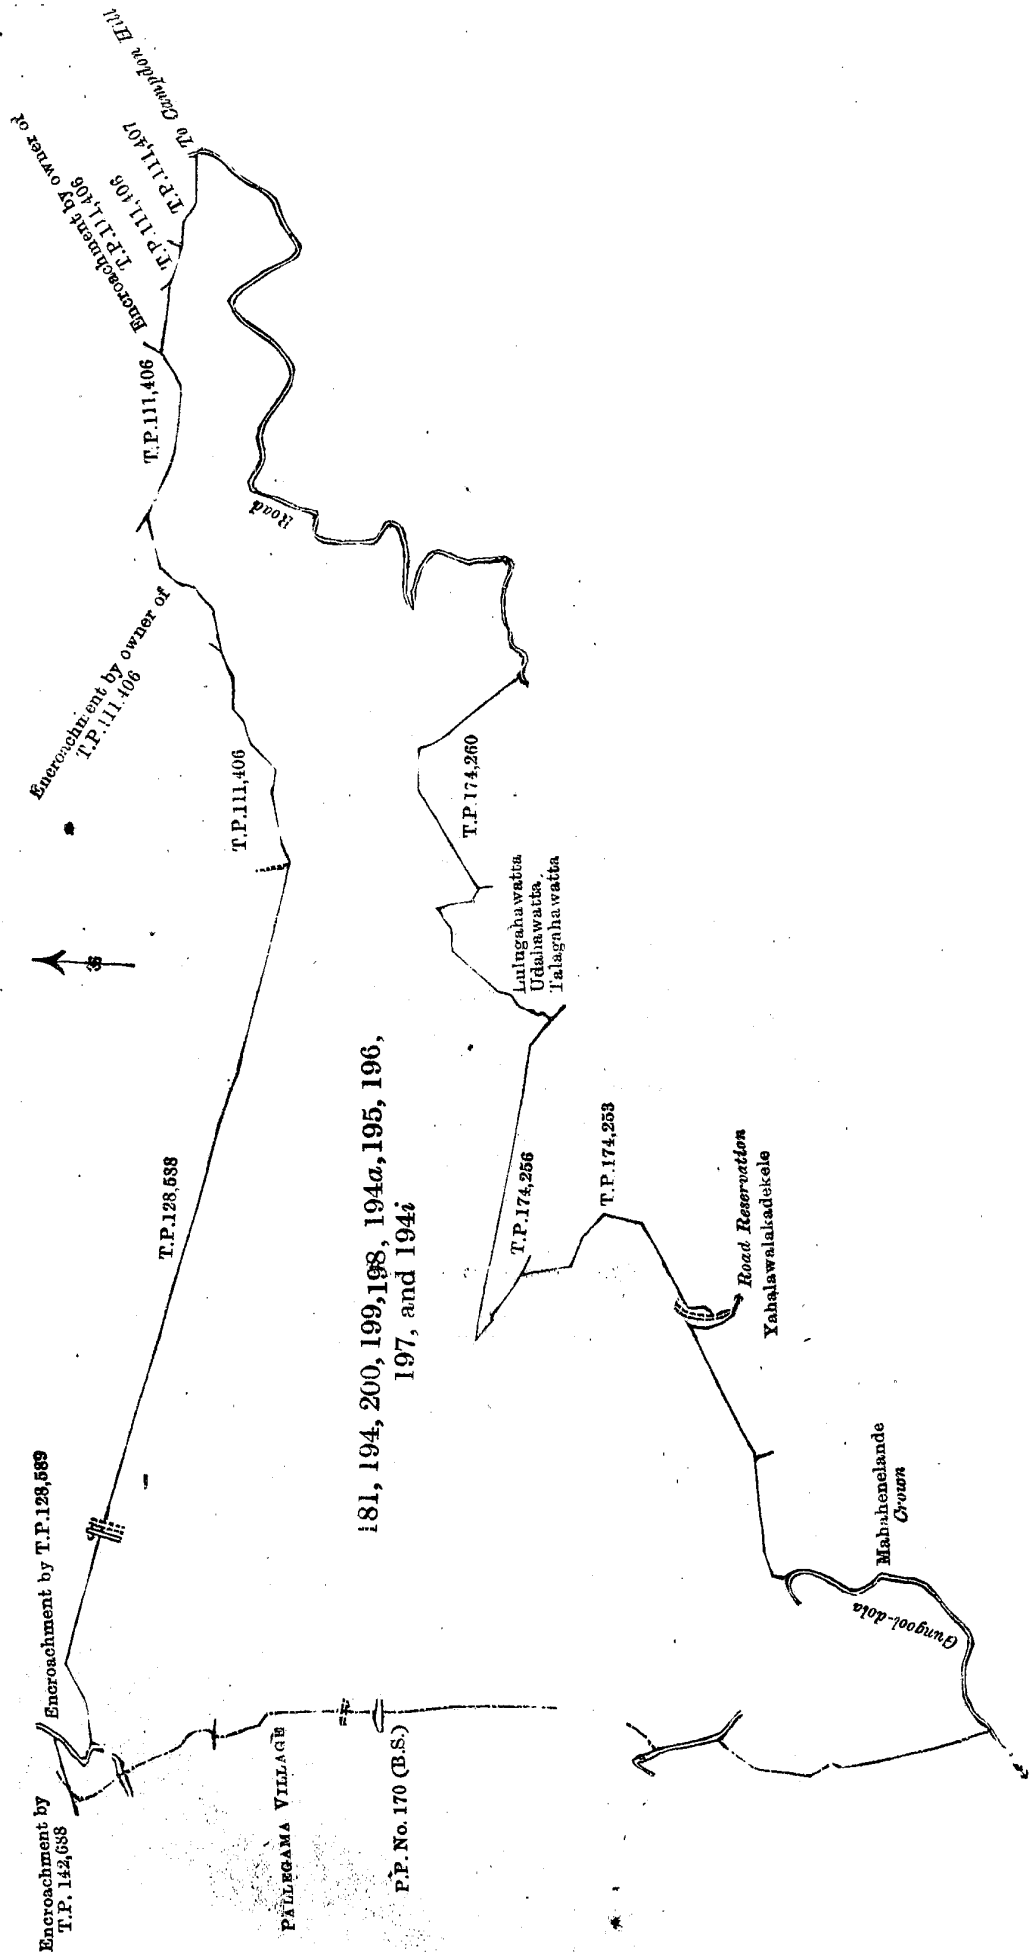 Encroachment by
T.P. 142,688
Encroachment by T.P.128,589
T.P.128,588
T.P.111,406
Encroachment by owner of
T.P.111,406
T.P.111,406
Encroachment by owner of
T.P.111,406
T.P.111,406
T.P.111,407
To Campdon Hill
Road
T.P.174,260
Lulugahawatta
Udahawatta,
Talagahawatta
181, 194, 200, 199, 198, 194a, 195, 196,
197, and 194i
T.P.174,256
T.P.174,253
Road Reservation
Yahalawalakadekele
Mahahenelande
Crown
Gungool-dola
PALLEGAMA VILLAGE
P.P. No. 170 (B.S.)